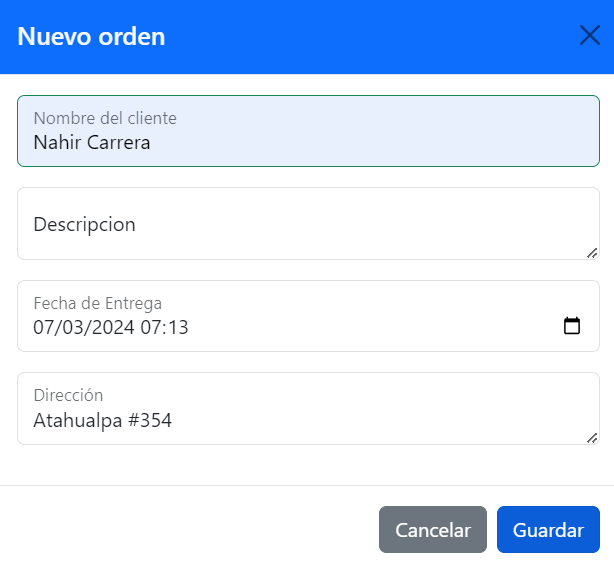 Nuevo orden
Nombre del cliente
Nahir Carrera
Descripcion
Fecha de Entrega
07/03/2024 07:13
Dirección
Atahualpa #354
Cancelar Guardar